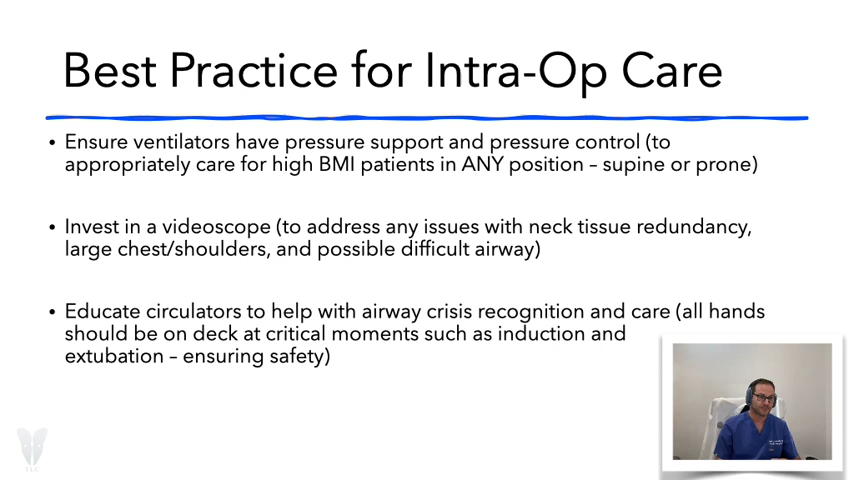 Best Practice for Intra-Op Care
• Ensure ventilators have pressure support and pressure control (to
appropriately care for high BMI patients in ANY position – supine or prone)
• Invest in a videoscope (to address any issues with neck tissue redundancy,
large chest/shoulders, and possible difficult airway)
• Educate circulators to help with airway crisis recognition and care (all hands
should be on deck at critical moments such as induction and
extubation – ensuring safety)
TLC